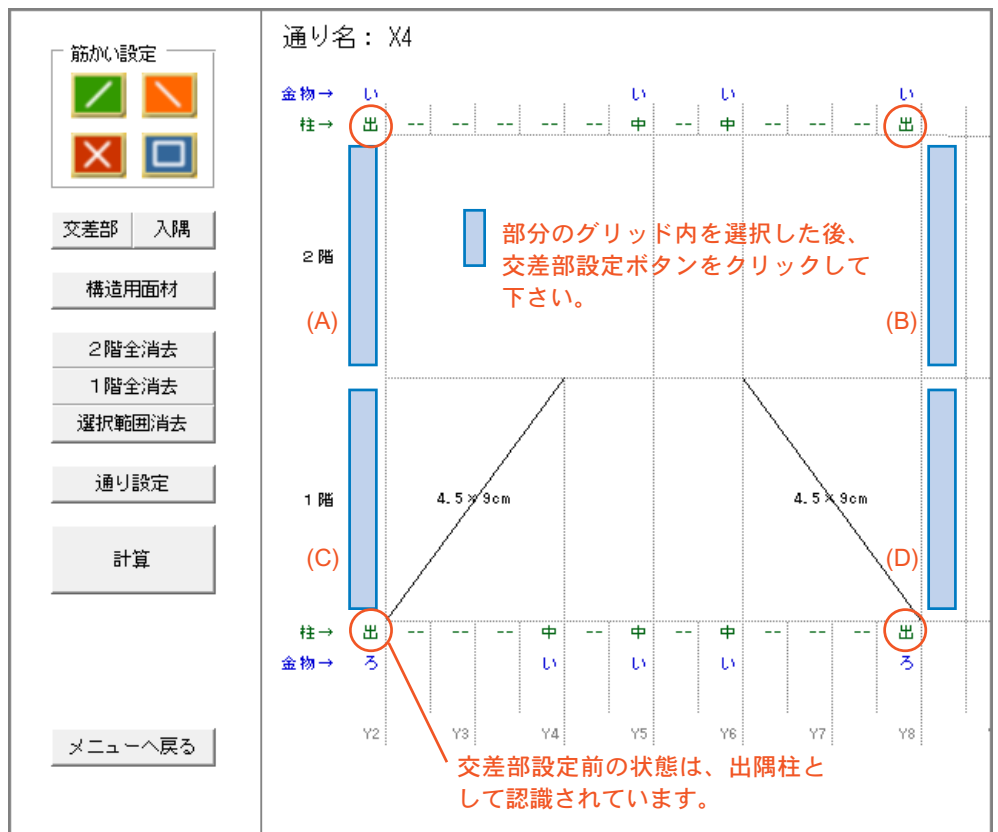 通り名： X4
筋かい設定
金物→ い い い い
柱→ 出 -- -- -- -- -- 中 -- 中 -- -- -- 出
交差部 入隅
2階
部分のグリッド内を選択した後、
交差部設定ボタンをクリックして
下さい。
構造用面材
(A)
(B)
2階全消去
1階全消去
選択範囲消去
通り設定
1階
4.5×9cm 4.5×9cm
計算
(C)
(D)
柱→ 出 -- -- -- 中 -- 中 -- 中 -- -- -- 出
金物→ ろ い い い ろ
Y2 Y3 Y4 Y5 Y6 Y7 Y8
メニューへ戻る
交差部設定前の状態は、出隅柱と
して認識されています。